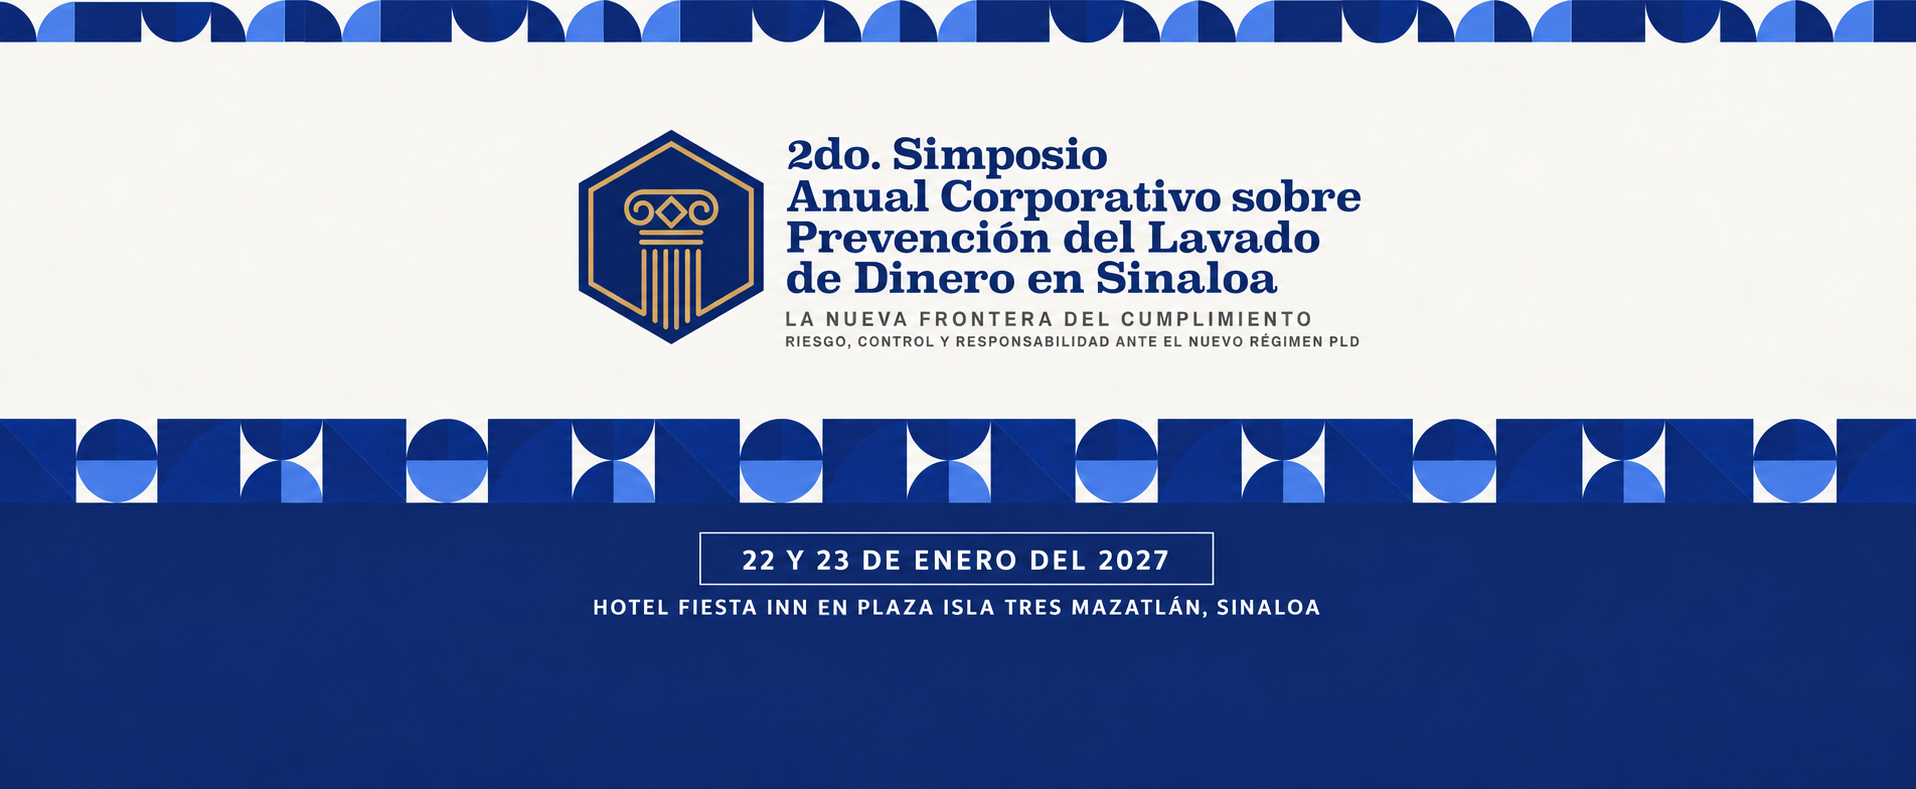 2do. Simposio
Anual Corporativo sobre
Prevención del Lavado
de Dinero en Sinaloa
LA NUEVA FRONTERA DEL CUMPLIMIENTO
RIESGO, CONTROL Y RESPONSABILIDAD ANTE EL NUEVO RÉGIMEN PLD
22 Y 23 DE ENERO DEL 2027
HOTEL FIESTA INN EN PLAZA ISLA TRES MAZATLÁN, SINALOA